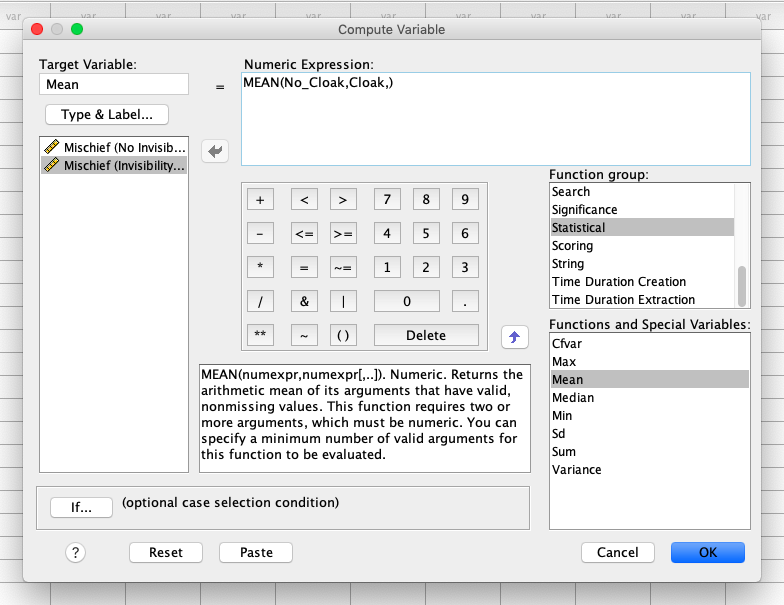 var var var var var var var var
Compute Variable
Target Variable:
Mean
=
Numeric Expression:
MEAN(No_Cloak,Cloak,)
Type & Label...
Mischief (No Invisib...
Mischief (Invisibility...
+ < > 7 8 9
- <= >= 4 5 6
* = ~= 1 2 3
/ & | 0 .
** ~ () Delete
Function group:
Search
Significance
Statistical
Scoring
String
Time Duration Creation
Time Duration Extraction
Functions and Special Variables:
Cfvar
Max
Mean
Median
Min
Sd
Sum
Variance
MEAN(numexpr,numexpr[,..]). Numeric. Returns the
arithmetic mean of its arguments that have valid,
nonmissing values. This function requires two or
more arguments, which must be numeric. You can
specify a minimum number of valid arguments for
this function to be evaluated.
If... (optional case selection condition)
? Reset Paste Cancel OK